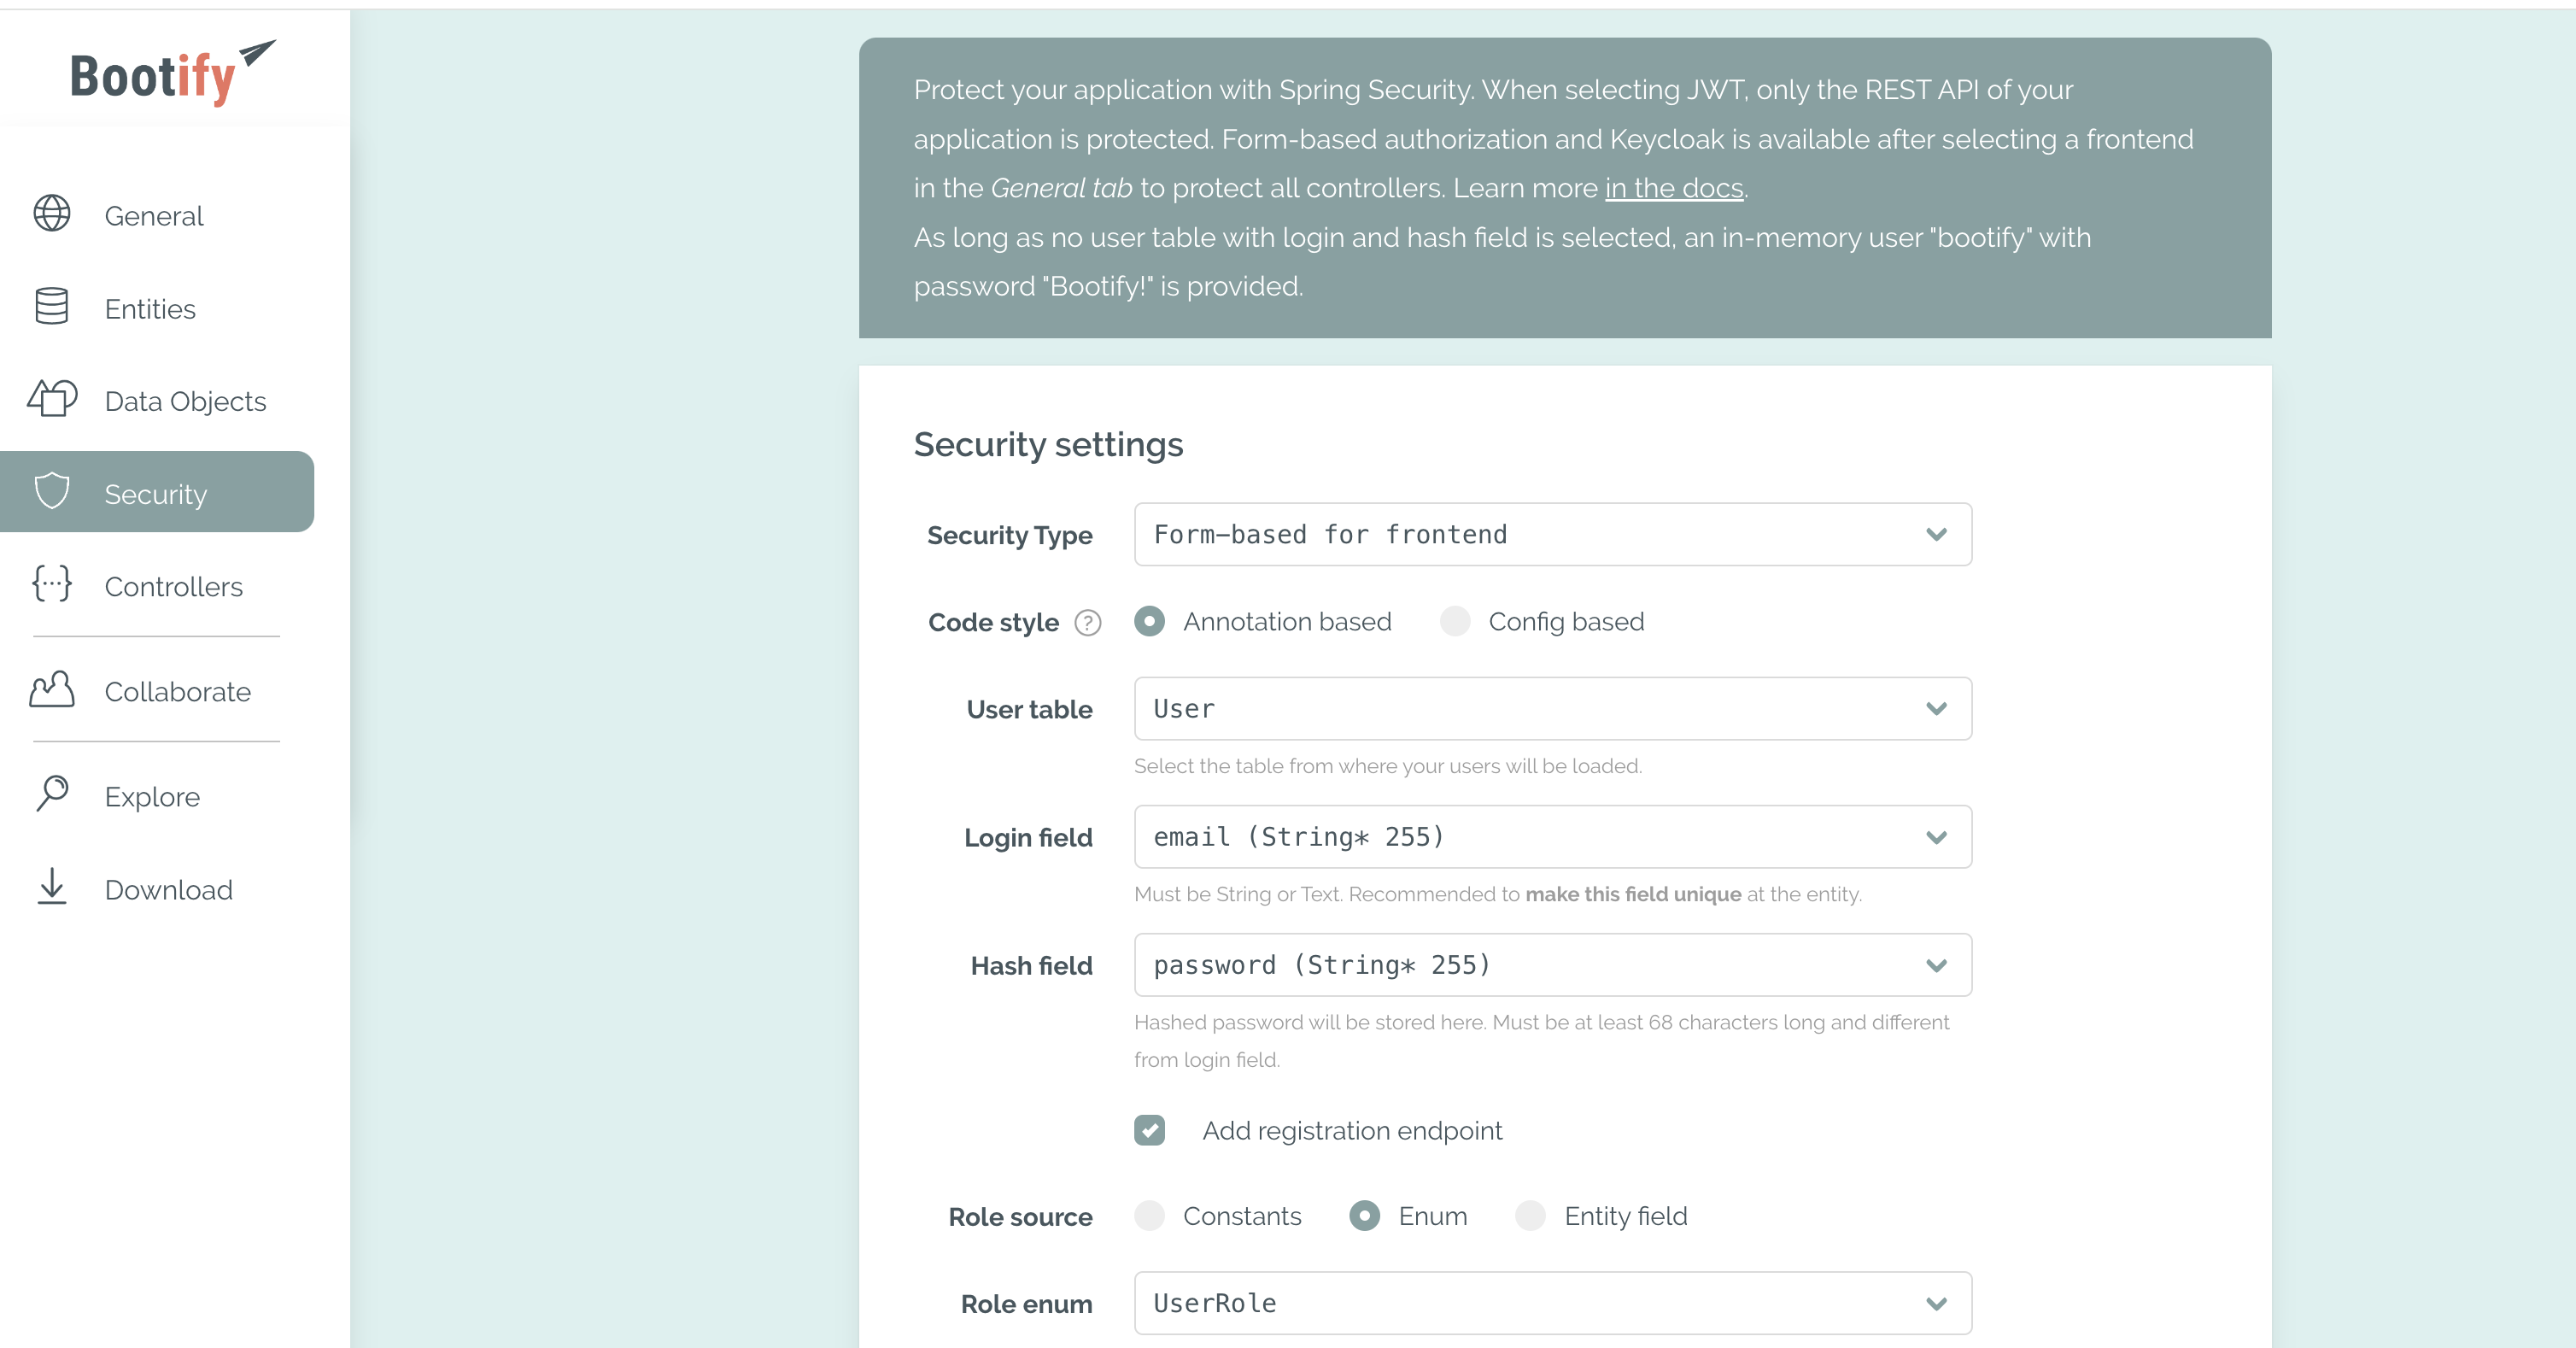 Bootify
General
Entities
Data Objects
Security
Controllers
Collaborate
Explore
Download
Protect your application with Spring Security. When selecting JWT, only the REST API of your
application is protected. Form-based authorization and Keycloak is available after selecting a frontend
in the General tab to protect all controllers. Learn more in the docs.
As long as no user table with login and hash field is selected, an in-memory user "bootify" with
password "Bootify!" is provided.
Security settings
Security Type Form-based for frontend
Code style ? Annotation based Config based
User table User
Select the table from where your users will be loaded.
Login field email (String* 255)
Must be String or Text. Recommended to make this field unique at the entity.
Hash field password (String* 255)
Hashed password will be stored here. Must be at least 68 characters long and different
from login field.
Add registration endpoint
Role source Constants Enum Entity field
Role enum UserRole